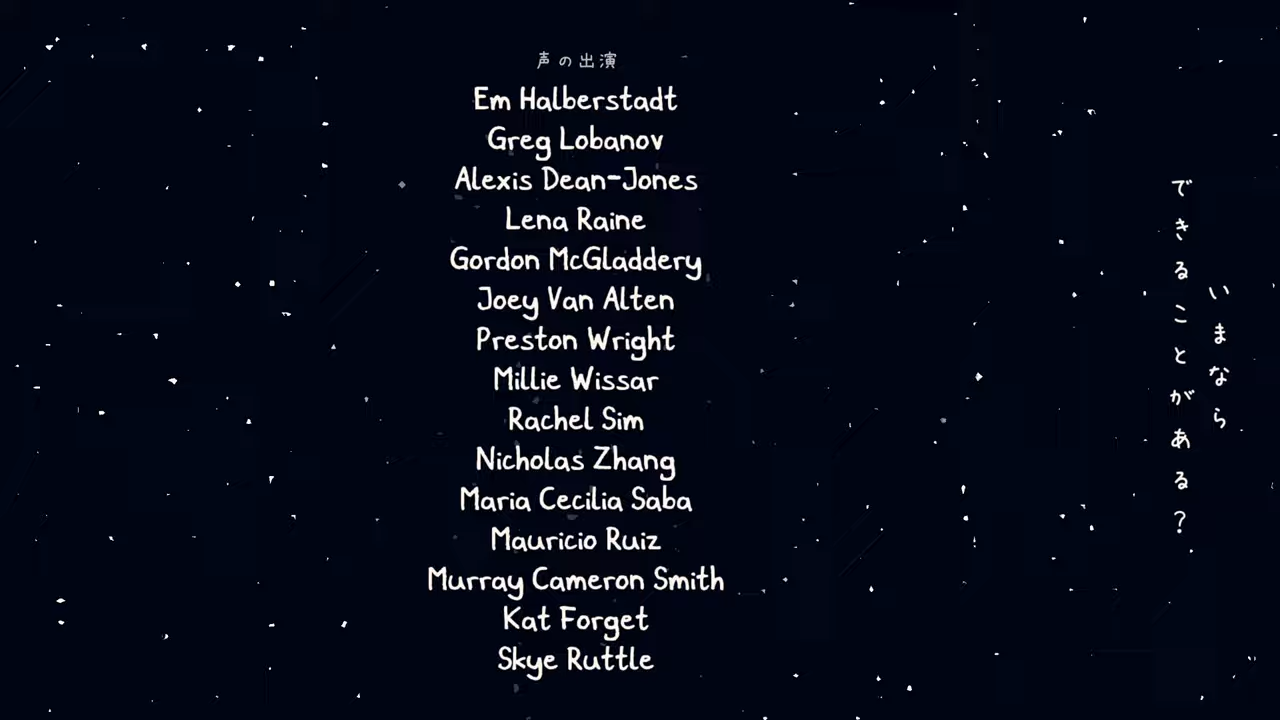 声の出演
Em Halberstadt
Greg Lobanov
Alexis Dean-Jones
Lena Raine
Gordon McGladdery
Joey Van Alten
Preston Wright
Millie Wissar
Rachel Sim
Nicholas Zhang
Maria Cecilia Saba
Mauricio Ruiz
Murray Cameron Smith
Kat Forget
Skye Ruttle
いまなら
できることがある?